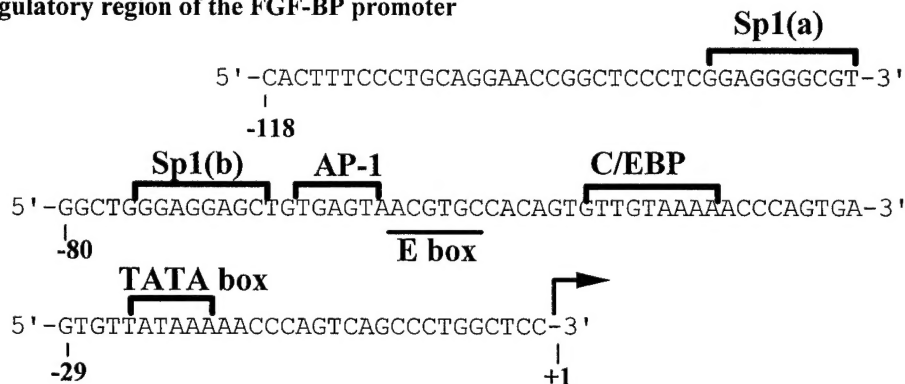 gulatory region of the FGF-BP promoter
Sp1(a)
5'-CACTTTCCCTGCAGGAACCGGCTCCCTCGGAGGGGCGT-3'
-118
Sp1(b) AP-1 C/EBP
5'-GGCTGGGAGGAGCTGTGAGTAACGTGCCACAGTGTTGTAAAAACCCAGTGA-3'
-80
E box
TATA box
5'-GTGTTATAAAAAACCCAGTCAGCCCTGGCTCC-3'
-29 +1